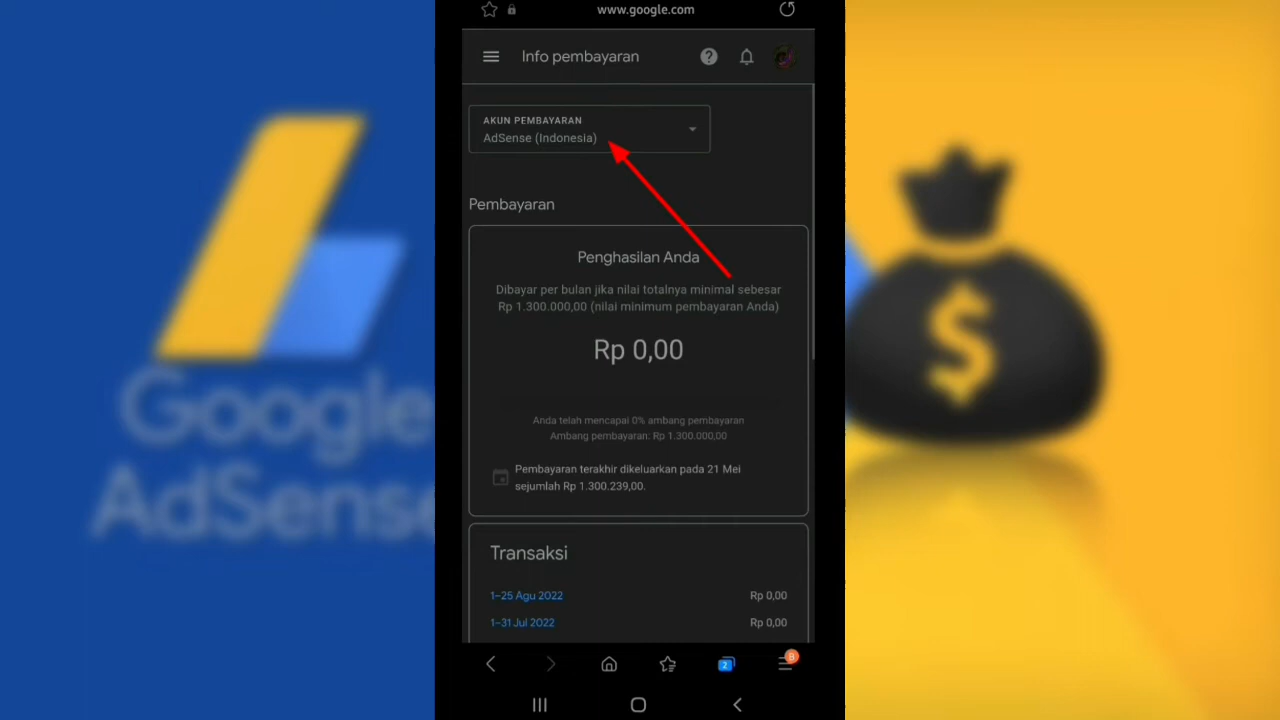 www.google.com
Info pembayaran
AKUN PEMBAYARAN
AdSense (Indonesia)
Pembayaran
Penghasilan Anda
Dibayar per bulan jika nilai totalnya minimal sebesar
Rp 1.300.000,00 (nilai minimum pembayaran Anda)
Rp 0,00
Anda telah mencapai 0% ambang pembayaran
Ambang pembayaran: Rp 1.300.000,00
Pembayaran terakhir dikeluarkan pada 21 Mei
sejumlah Rp 1.300.239,00.
Transaksi
1–25 Agu 2022 Rp 0,00
1–31 Jul 2022 Rp 0,00
2
8
Google
AdSense
$